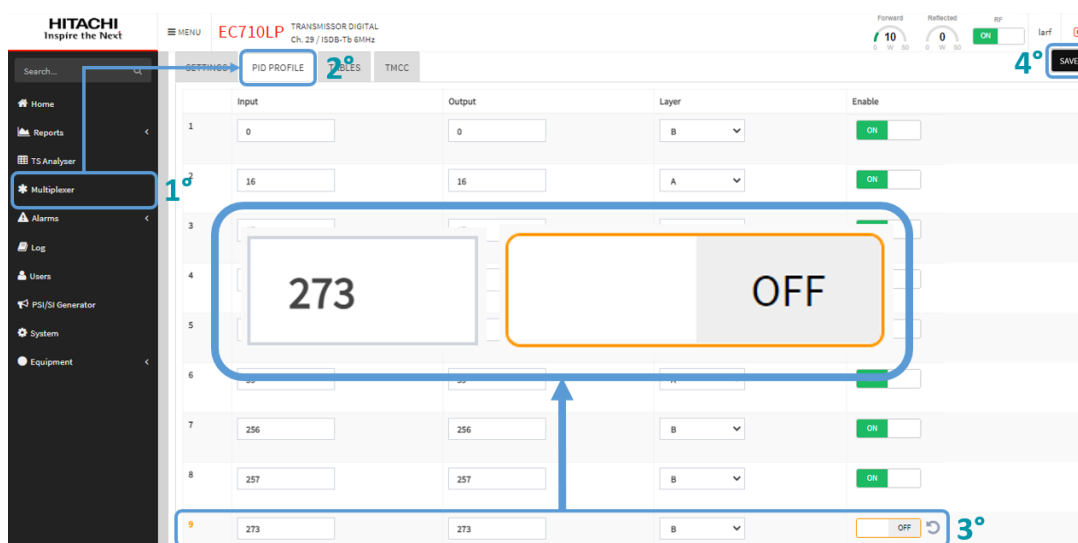 HITACHI
Inspire the Next
MENU
EC710LP
TRANSMISSOR DIGITAL
Ch. 29 / ISDB-Tb 6MHz
Forward
10
0 W 50
Reflected
0
0 W 50
RF
ON
larf
Search...
SETTINGS
PID PROFILE
2°
TABLES
TMCC
4°
SAVE
Home
Reports
TS Analyser
Multiplexer
1°
Alarms
Log
Users
PSI/SI Generator
System
Equipment
Input Output Layer Enable
1 0 0 B ON
2 16 16 A ON
3
4
5
273 OFF
6
7 256 256 B ON
8 257 257 B ON
9 273 273 B OFF 3°